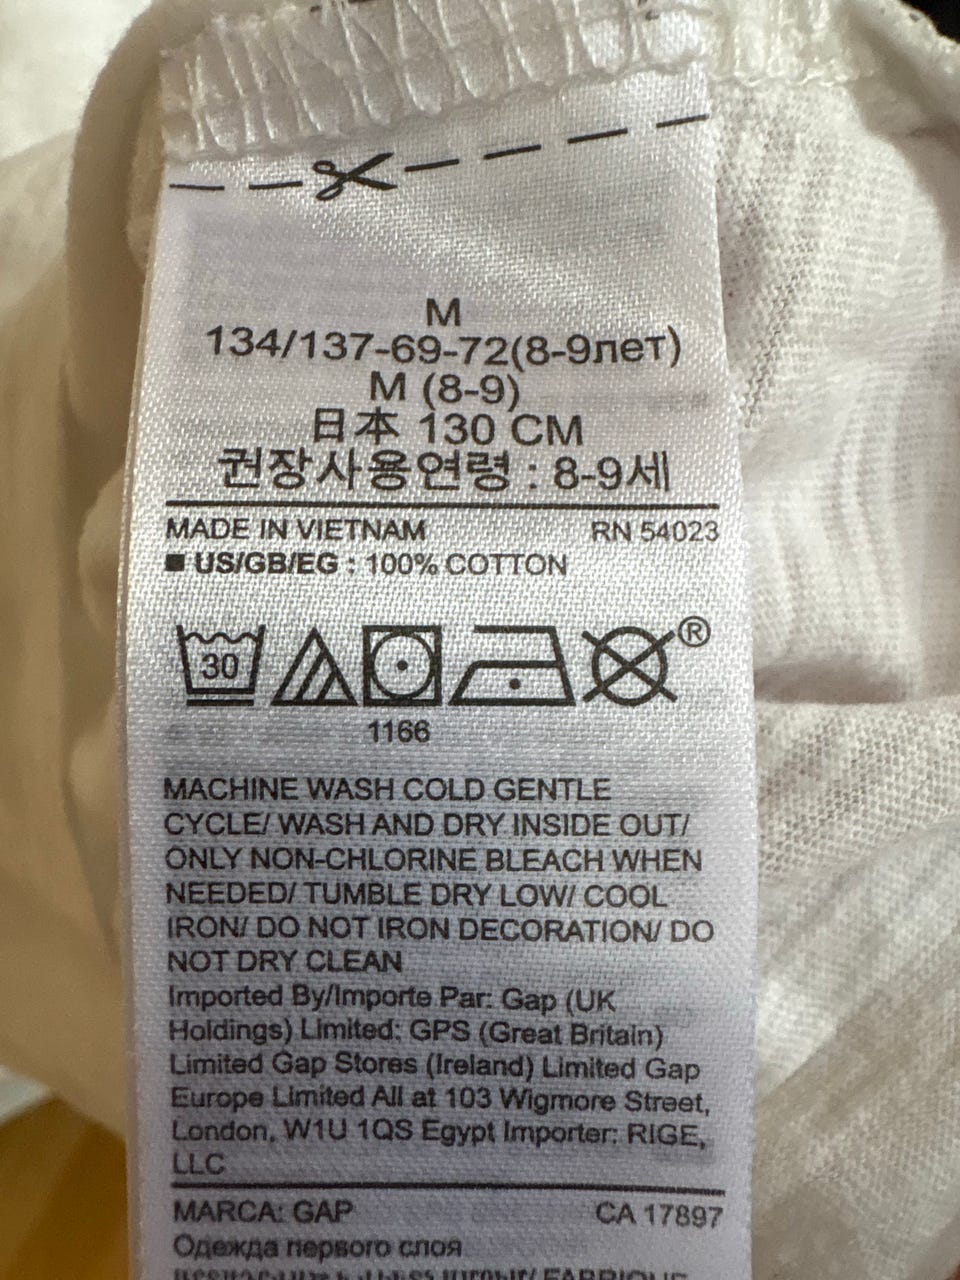 M
134/137-69-72(8-9лет)
M (8-9)
日本 130 CM
권장사용연령 : 8-9세
MADE IN VIETNAM RN 54023
■ US/GB/EG : 100% COTTON
30 ®
1166
MACHINE WASH COLD GENTLE
CYCLE/ WASH AND DRY INSIDE OUT/
ONLY NON-CHLORINE BLEACH WHEN
NEEDED/ TUMBLE DRY LOW/ COOL
IRON/ DO NOT IRON DECORATION/ DO
NOT DRY CLEAN
Imported By/Importe Par: Gap (UK
Holdings) Limited: GPS (Great Britain)
Limited Gap Stores (Ireland) Limited Gap
Europe Limited All at 103 Wigmore Street,
London, W1U 1QS Egypt Importer: RIGE,
LLC
MARCA: GAP CA 17897
Одежда первого слоя